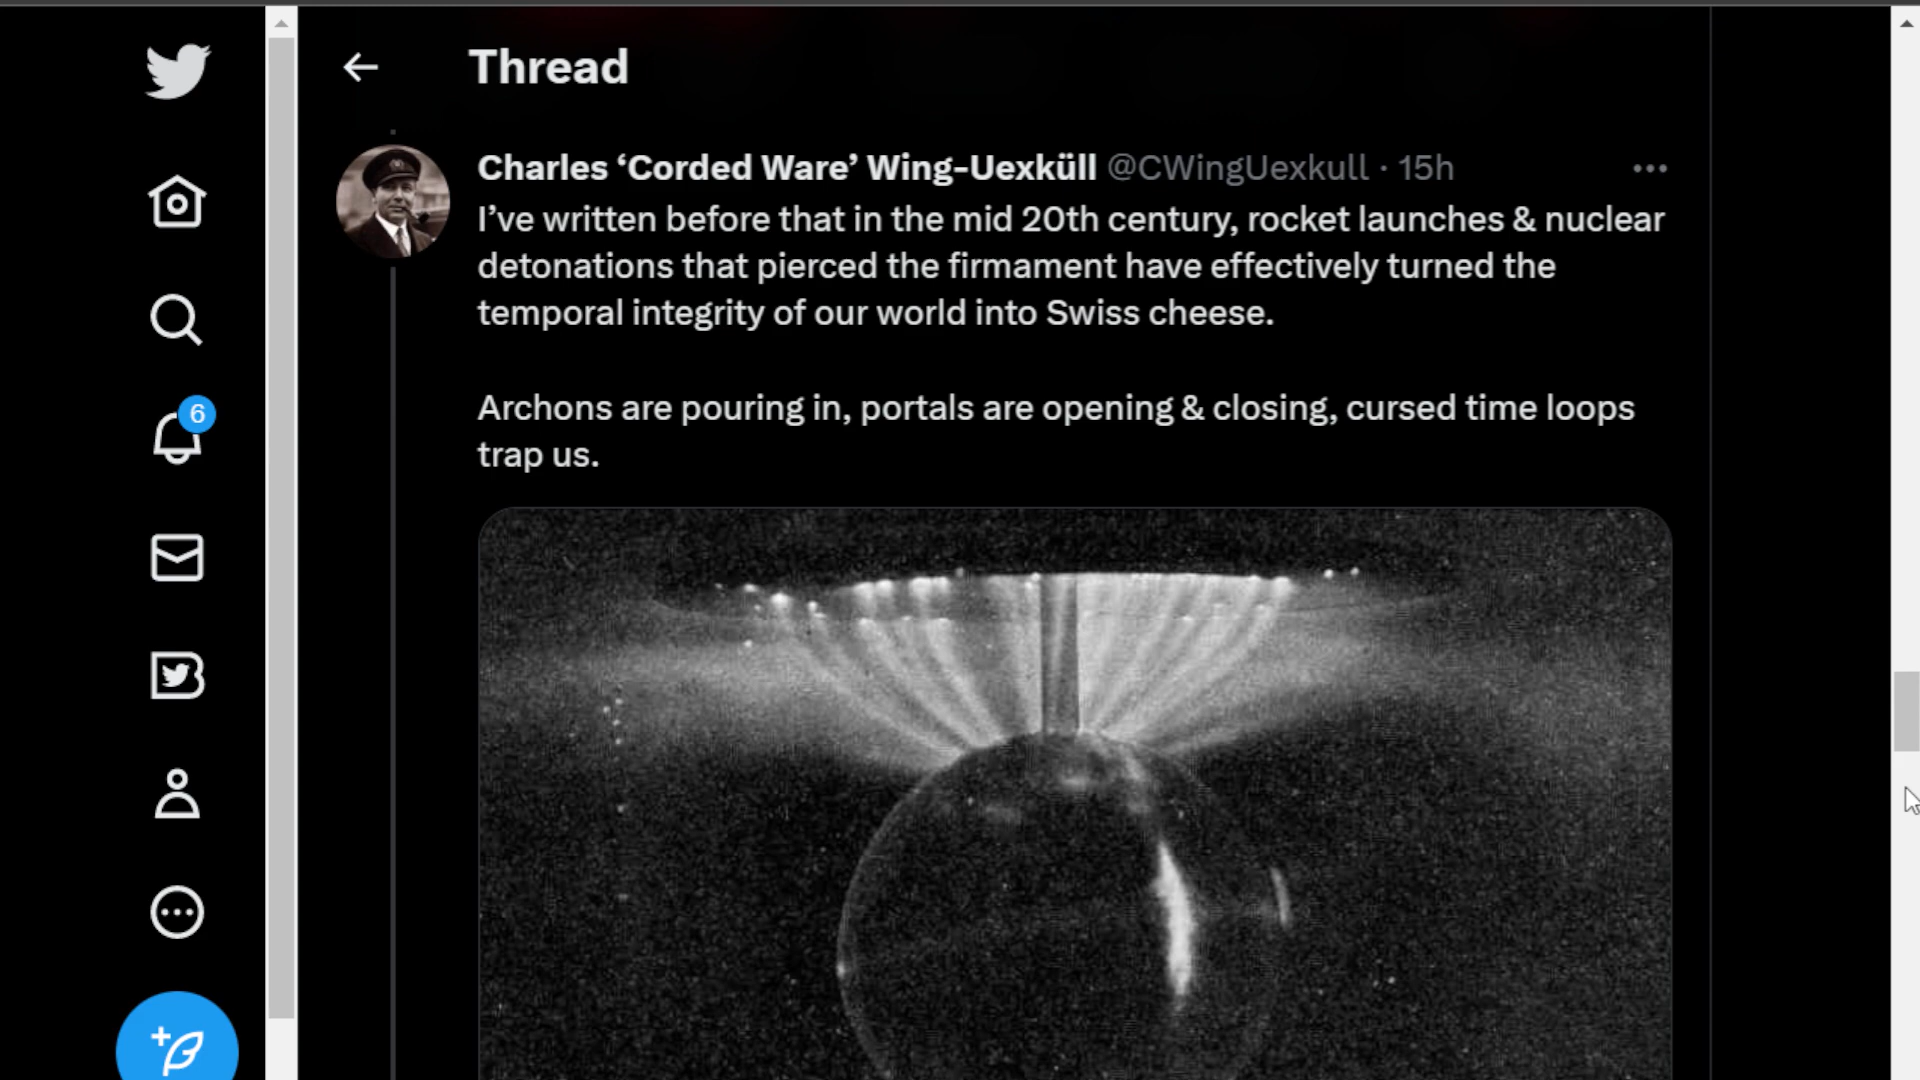 Thread
Charles ‘Corded Ware’ Wing-Uexküll @CWingUexkull · 15h
I’ve written before that in the mid 20th century, rocket launches & nuclear
detonations that pierced the firmament have effectively turned the
temporal integrity of our world into Swiss cheese.
Archons are pouring in, portals are opening & closing, cursed time loops
trap us.
6